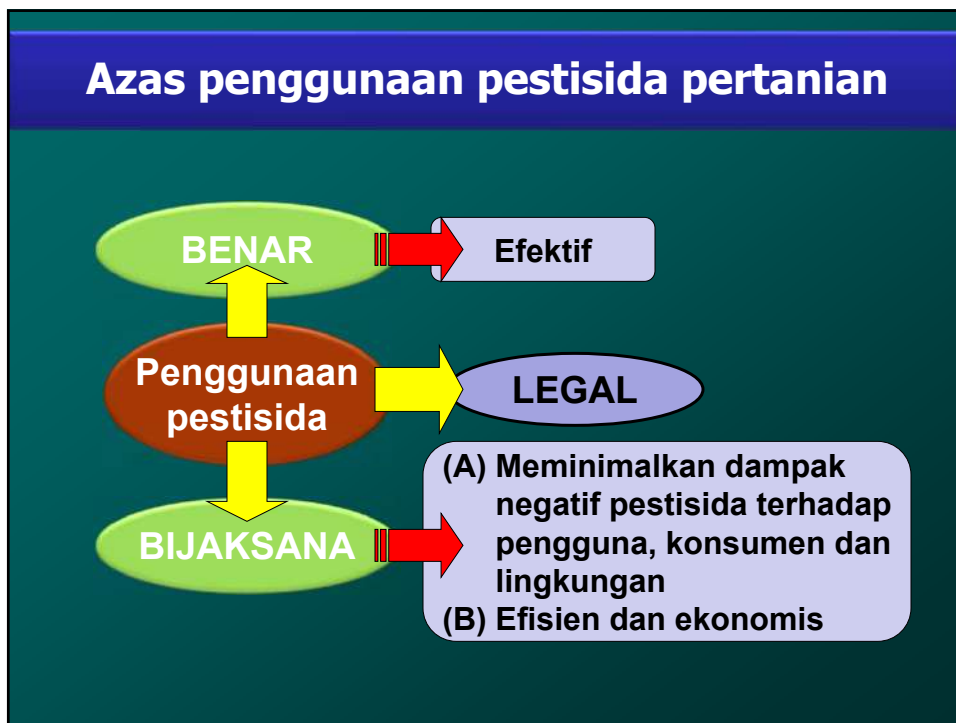 Azas penggunaan pestisida pertanian
BENAR
Efektif
Penggunaan
pestisida
LEGAL
BIJAKSANA
(A) Meminimalkan dampak
negatif pestisida terhadap
pengguna, konsumen dan
lingkungan
(B) Efisien dan ekonomis